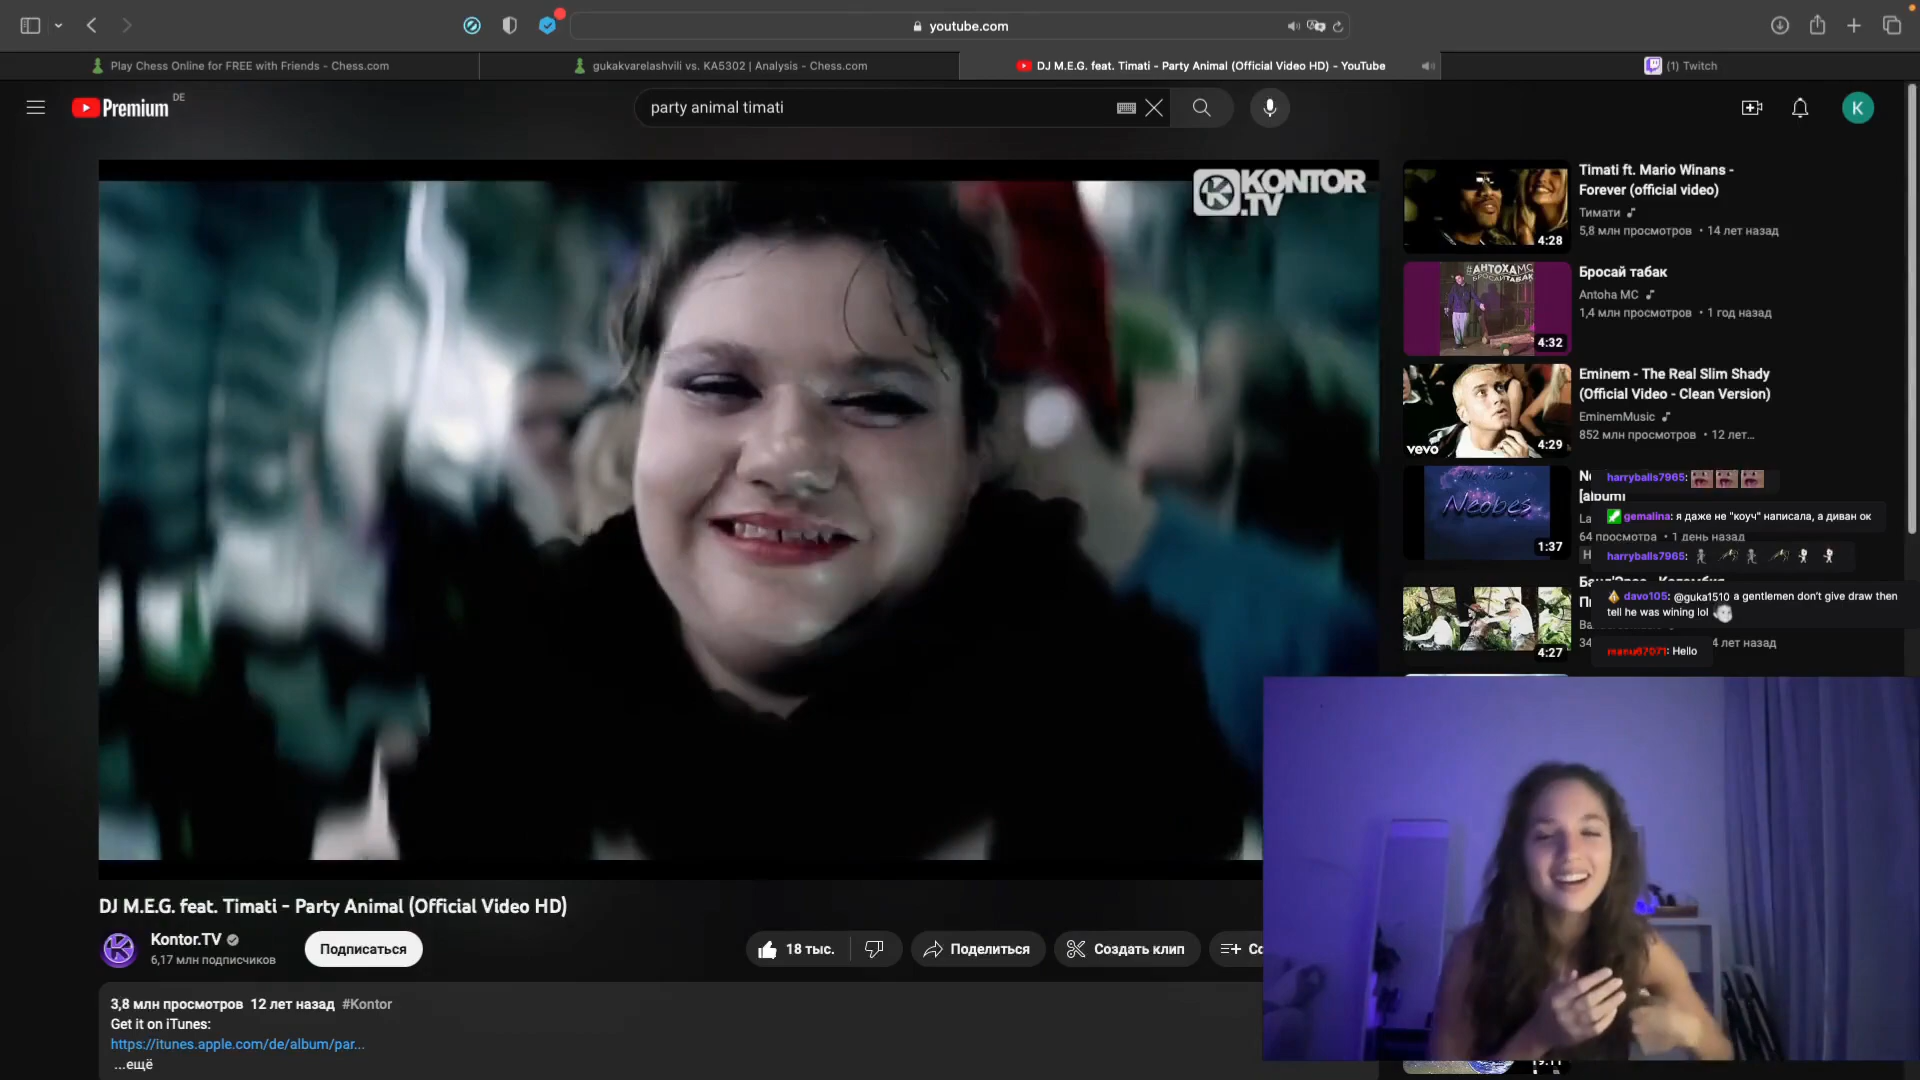 youtube.com
Play Chess Online for FREE with Friends - Chess.com
gukakvarelashvili vs. KA5302 | Analysis - Chess.com
DJ M.E.G. feat. Timati - Party Animal (Official Video HD) - YouTube
(1) Twitch
Premium DE
party animal timati
K
KONTOR
.TV
Timati ft. Mario Winans -
Forever (official video)
Тимати
5,8 млн просмотров • 14 лет назад
4:28
#АНТОХАМС
БРОСАЙТАБАК
Бросай табак
Antoha MC
1,4 млн просмотров • 1 год назад
4:32
Eminem - The Real Slim Shady
(Official Video - Clean Version)
EminemMusic
852 млн просмотров • 12 лет…
vevo
4:29
Neobes
[album]
64 просмотра • 1 день назад
1:37
harryballs7965:
gemalina: я даже не "коуч" написала, а диван ок
harryballs7965:
davo105: @guka1510 a gentlemen don't give draw then
tell he was wining lol
4 лет назад
4:27
manu97071: Hello
DJ M.E.G. feat. Timati - Party Animal (Official Video HD)
Kontor.TV
6,17 млн подписчиков
Подписаться
18 тыс.
Поделиться
Создать клип
3,8 млн просмотров 12 лет назад #Kontor
Get it on iTunes:
https://itunes.apple.com/de/album/par...
...ещё
19:11